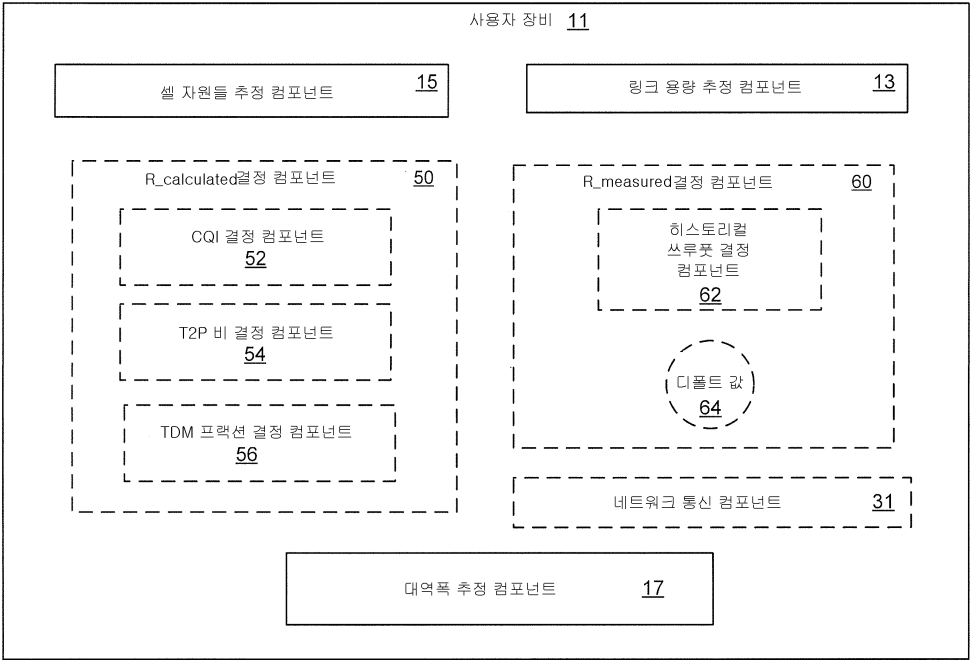 사용자 장비 11
셀 자원들 추정 컴포넌트 15
링크 용량 추정 컴포넌트 13
R_calculated결정 컴포넌트 50
CQI 결정 컴포넌트
52
T2P 비 결정 컴포넌트
54
TDM 프랙션 결정 컴포넌트
56
R_measured결정 컴포넌트 60
히스토리컬
쓰루풋 결정
컴포넌트
62
디폴트 값
64
네트워크 통신 컴포넌트 31
대역폭 추정 컴포넌트 17